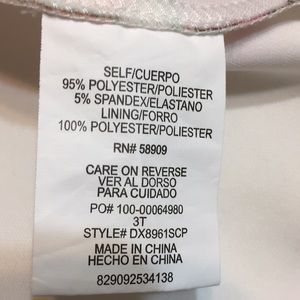 SELF/CUERPO
95% POLYESTER/POLIESTER
5% SPANDEX/ELASTANO
LINING/FORRO
100% POLYESTER/POLIESTER
RN# 58909
CARE ON REVERSE
VER AL DORSO
PARA CUIDADO
PO# 100-00064980
3T
STYLE# DX8961SCP
MADE IN CHINA
HECHO EN CHINA
829092534138